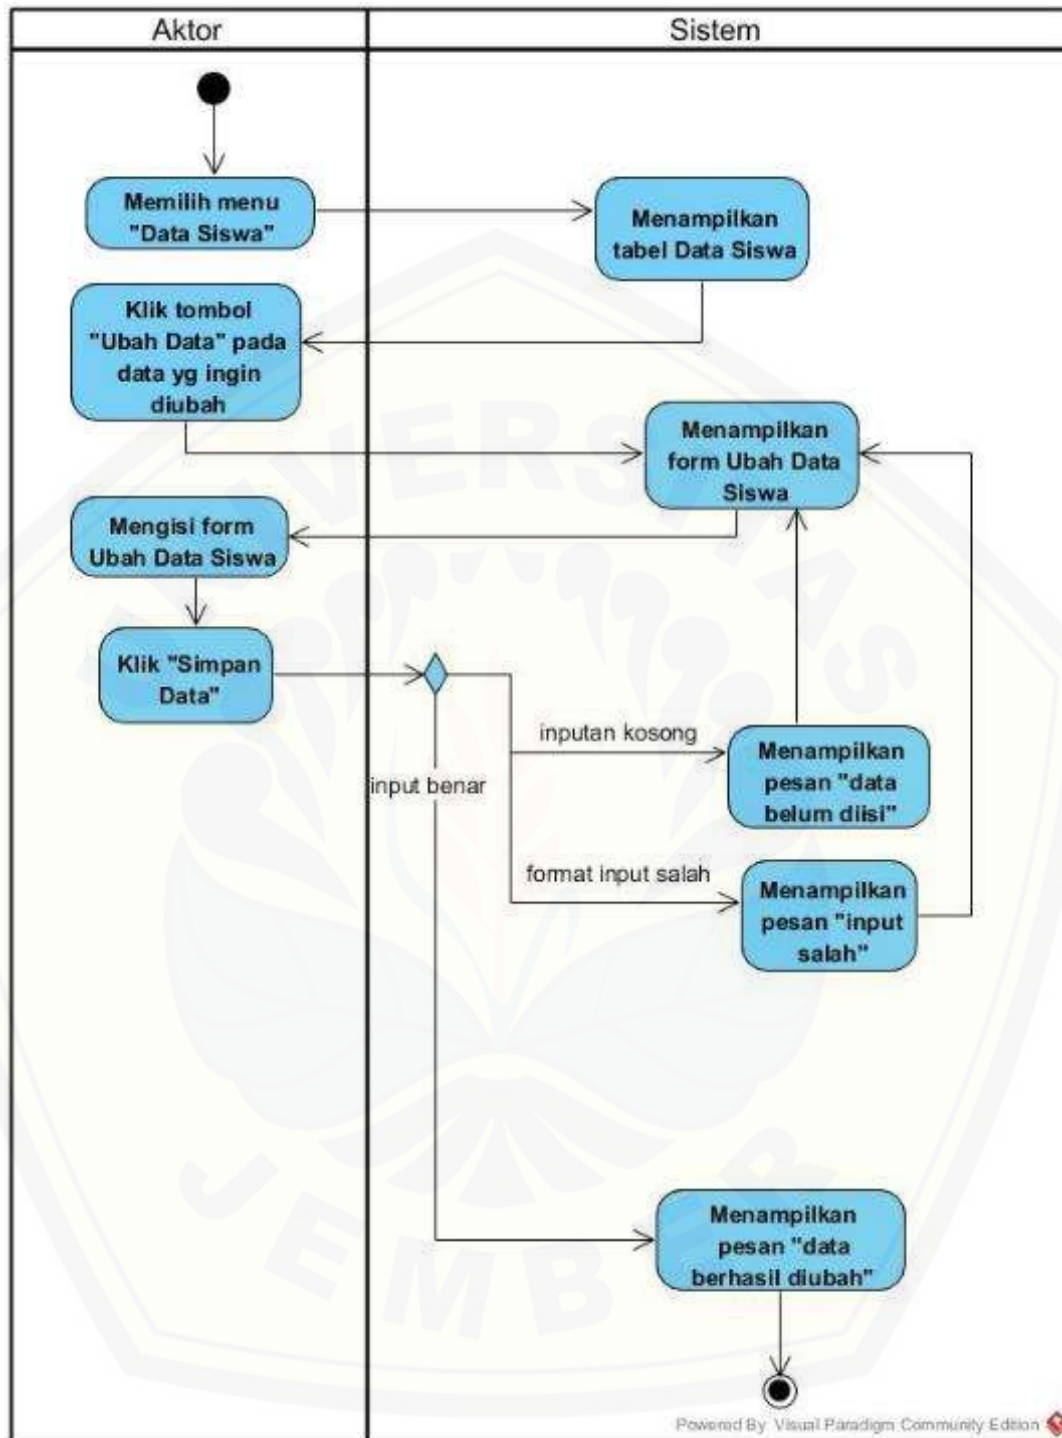 Aktor
Sistem
Memilih menu
"Data Siswa"
Menampilkan
tabel Data Siswa
Klik tombol
"Ubah Data" pada
data yg ingin
diubah
Menampilkan
form Ubah Data
Siswa
Mengisi form
Ubah Data Siswa
Klik "Simpan
Data"
inputan kosong
Menampilkan
pesan "data
belum diisi"
input benar
format input salah
Menampilkan
pesan "input
salah"
Menampilkan
pesan "data
berhasil diubah"
UNIVERSITAS
JEMBER
Powered By Visual Paradigm Community Edition